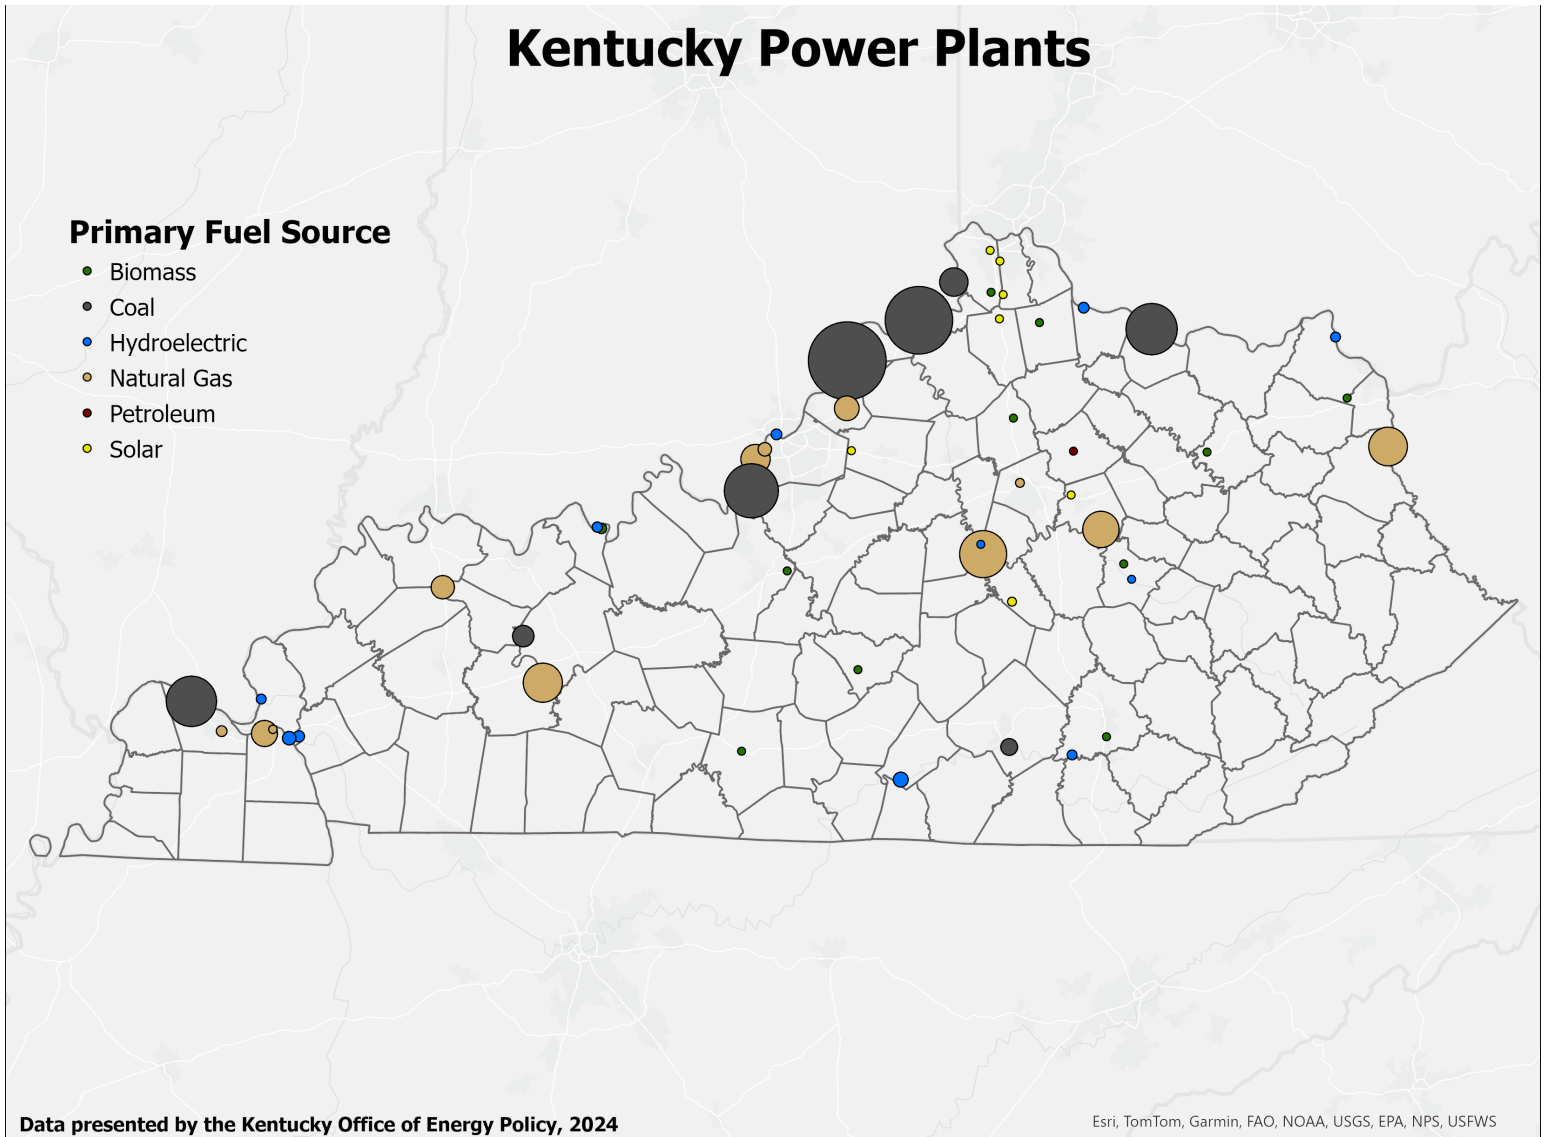 Kentucky Power Plants
Primary Fuel Source
Biomass
Coal
Hydroelectric
Natural Gas
Petroleum
Solar
Data presented by the Kentucky Office of Energy Policy, 2024
Esri, TomTom, Garmin, FAO, NOAA, USGS, EPA, NPS, USFWS